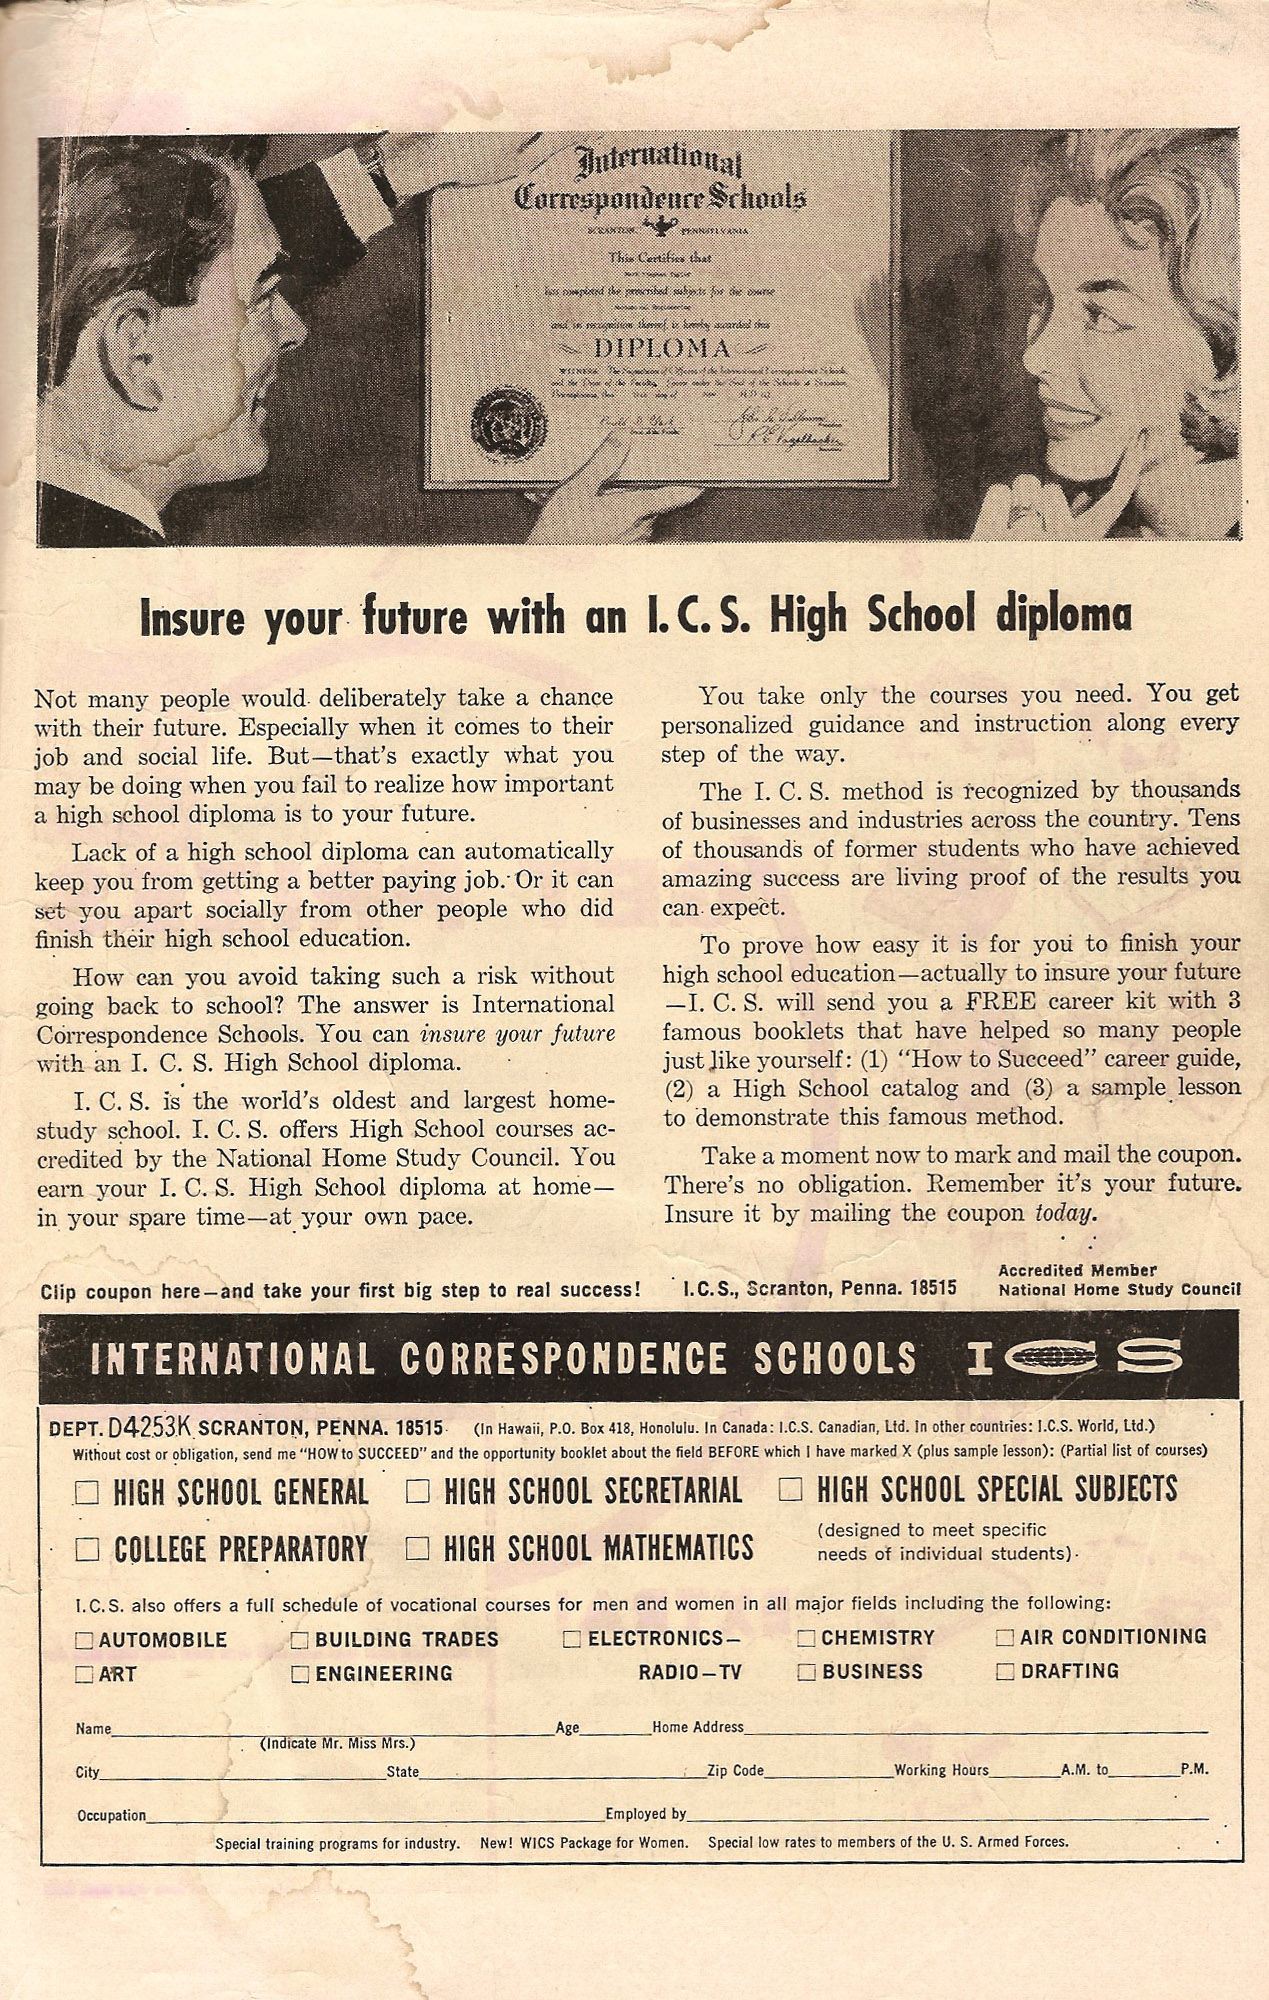 International
Correspondence Schools
SCRANTON, PENNSYLVANIA
This Certifies that
has completed the prescribed subjects for the course
and in recognition thereof is hereby awarded this
DIPLOMA
Insure your future with an I. C. S. High School diploma
Not many people would deliberately take a chance
with their future. Especially when it comes to their
job and social life. But—that's exactly what you
may be doing when you fail to realize how important
a high school diploma is to your future.
Lack of a high school diploma can automatically
keep you from getting a better paying job. Or it can
set you apart socially from other people who did
finish their high school education.
How can you avoid taking such a risk without
going back to school? The answer is International
Correspondence Schools. You can insure your future
with an I. C. S. High School diploma.
I. C. S. is the world's oldest and largest home-
study school. I. C. S. offers High School courses ac-
credited by the National Home Study Council. You
earn your I. C. S. High School diploma at home—
in your spare time—at your own pace.
You take only the courses you need. You get
personalized guidance and instruction along every
step of the way.
The I. C. S. method is recognized by thousands
of businesses and industries across the country. Tens
of thousands of former students who have achieved
amazing success are living proof of the results you
can expect.
To prove how easy it is for you to finish your
high school education—actually to insure your future
—I. C. S. will send you a FREE career kit with 3
famous booklets that have helped so many people
just like yourself: (1) "How to Succeed" career guide,
(2) a High School catalog and (3) a sample lesson
to demonstrate this famous method.
Take a moment now to mark and mail the coupon.
There's no obligation. Remember it's your future.
Insure it by mailing the coupon today.
Clip coupon here—and take your first big step to real success!
I.C.S., Scranton, Penna. 18515
Accredited Member
National Home Study Council
INTERNATIONAL CORRESPONDENCE SCHOOLS ICS
DEPT. D4253K SCRANTON, PENNA. 18515 (In Hawaii, P.O. Box 418, Honolulu. In Canada: I.C.S. Canadian, Ltd. In other countries: I.C.S. World, Ltd.)
Without cost or obligation, send me "HOW to SUCCEED" and the opportunity booklet about the field BEFORE which I have marked X (plus sample lesson): (Partial list of courses)
HIGH SCHOOL GENERAL HIGH SCHOOL SECRETARIAL HIGH SCHOOL SPECIAL SUBJECTS
COLLEGE PREPARATORY HIGH SCHOOL MATHEMATICS
(designed to meet specific
needs of individual students).
I.C.S. also offers a full schedule of vocational courses for men and women in all major fields including the following:
AUTOMOBILE BUILDING TRADES ELECTRONICS— CHEMISTRY AIR CONDITIONING
ART ENGINEERING RADIO—TV BUSINESS DRAFTING
Name Age Home Address
(Indicate Mr. Miss Mrs.)
City State Zip Code Working Hours A.M. to P.M.
Occupation Employed by
Special training programs for industry. New! WICS Package for Women. Special low rates to members of the U. S. Armed Forces.